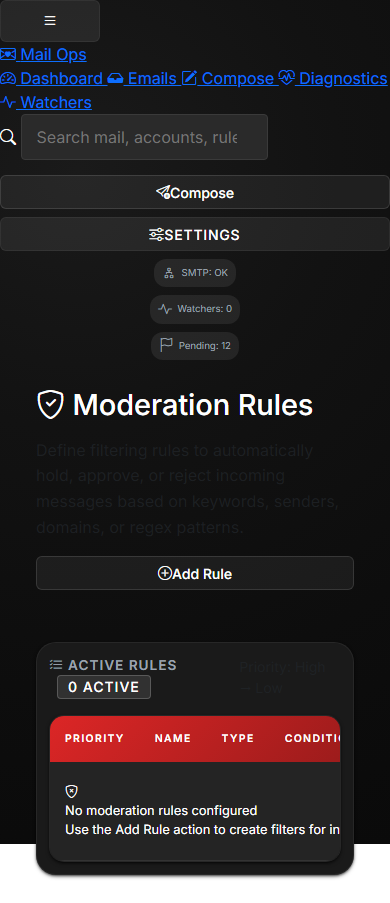 Mail Ops
Dashboard Emails Compose Diagnostics
Watchers
Search mail, accounts, rule
Compose
SETTINGS
SMTP: OK
Watchers: 0
Pending: 12
Moderation Rules
Define filtering rules to automatically
hold, approve, or reject incoming
messages based on keywords, senders,
domains, or regex patterns.
Add Rule
ACTIVE RULES
0 ACTIVE
Priority: High
→ Low
PRIORITY NAME TYPE CONDITI
No moderation rules configured
Use the Add Rule action to create filters for in